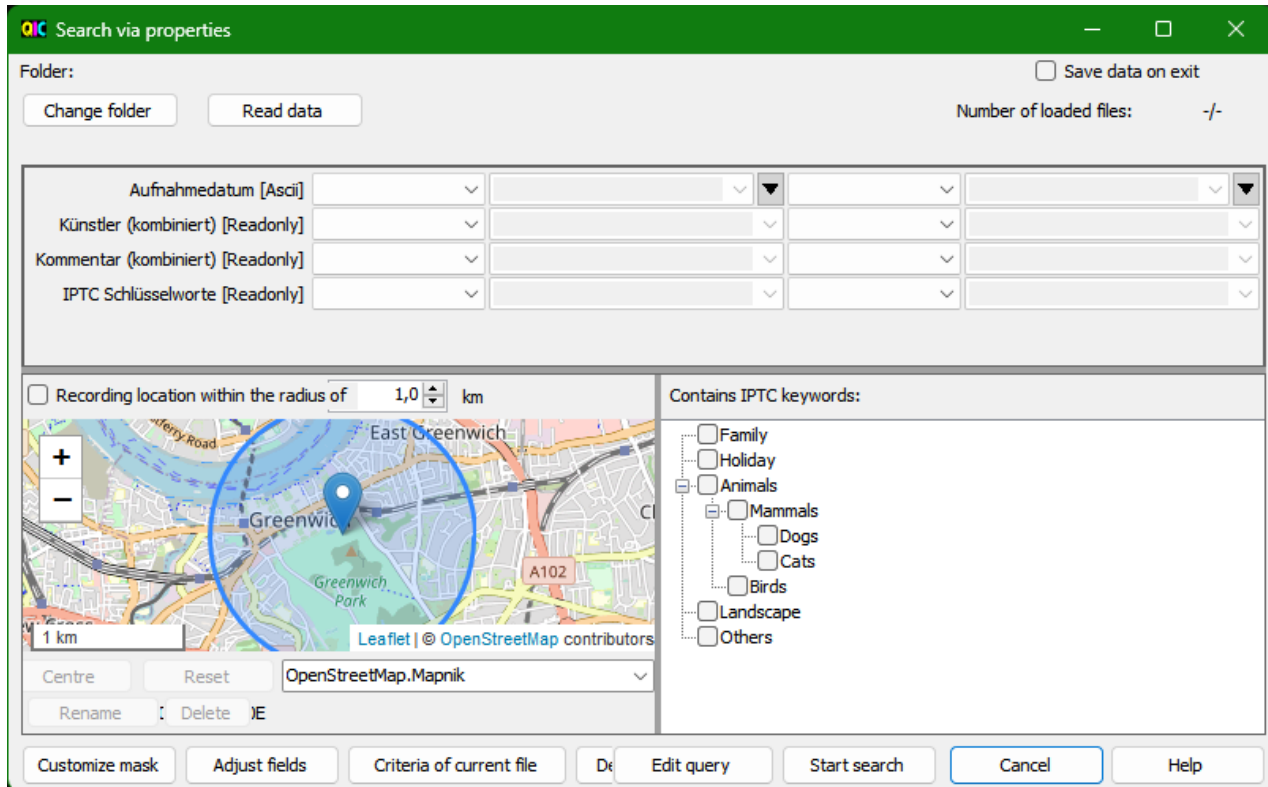 QIC Search via properties
Folder:
Save data on exit
Change folder
Read data
Number of loaded files: -/-
Aufnahmedatum [Ascii]
Künstler (kombiniert) [Readonly]
Kommentar (kombiniert) [Readonly]
IPTC Schlüsselworte [Readonly]
Recording location within the radius of 1,0 km
Contains IPTC keywords:
Family
Holiday
Animals
Mammals
Dogs
Cats
Birds
Landscape
Others
+
−
Road
East Greenwich
Greenwich
Greenwich
Park
A102
1 km
Leaflet | © OpenStreetMap contributors
Centre
Reset
OpenStreetMap.Mapnik
Rename
Delete
Customize mask
Adjust fields
Criteria of current file
Edit query
Start search
Cancel
Help